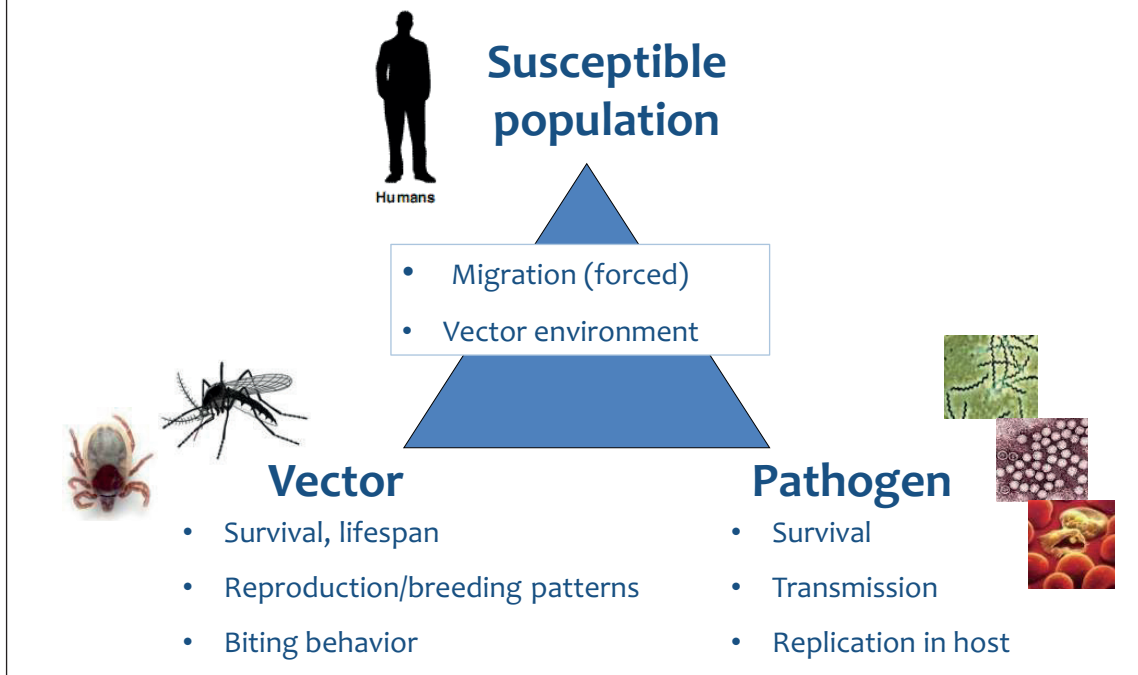 Susceptible
population
Humans
• Migration (forced)
• Vector environment
Vector
• Survival, lifespan
• Reproduction/breeding patterns
• Biting behavior
Pathogen
• Survival
• Transmission
• Replication in host